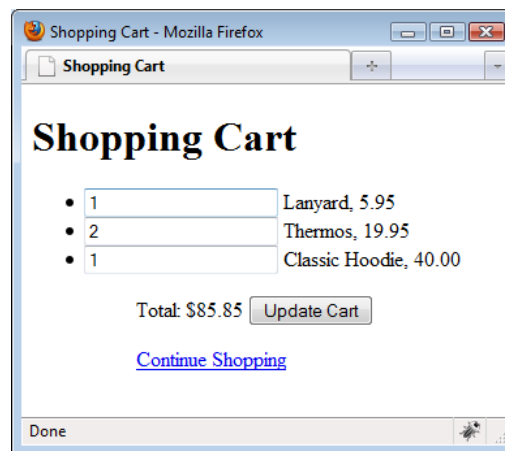 Shopping Cart - Mozilla Firefox
Shopping Cart
Shopping Cart
1 Lanyard, 5.95
2 Thermos, 19.95
1 Classic Hoodie, 40.00
Total: $85.85 Update Cart
Continue Shopping
Done